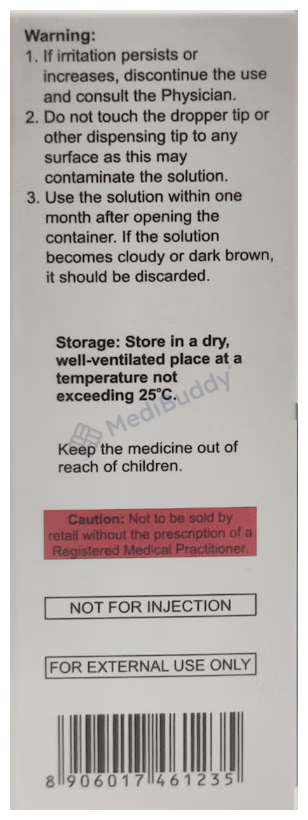 Warning:
1. If irritation persists or
increases, discontinue the use
and consult the Physician.
2. Do not touch the dropper tip or
other dispensing tip to any
surface as this may
contaminate the solution.
3. Use the solution within one
month after opening the
container. If the solution
becomes cloudy or dark brown,
it should be discarded.
Storage: Store in a dry,
well-ventilated place at a
temperature not
exceeding 25°C.
MediBuddy
Keep the medicine out of
reach of children.
Caution: Not to be sold by
retail without the prescription of a
Registered Medical Practitioner.
NOT FOR INJECTION
FOR EXTERNAL USE ONLY
8 906017 461235